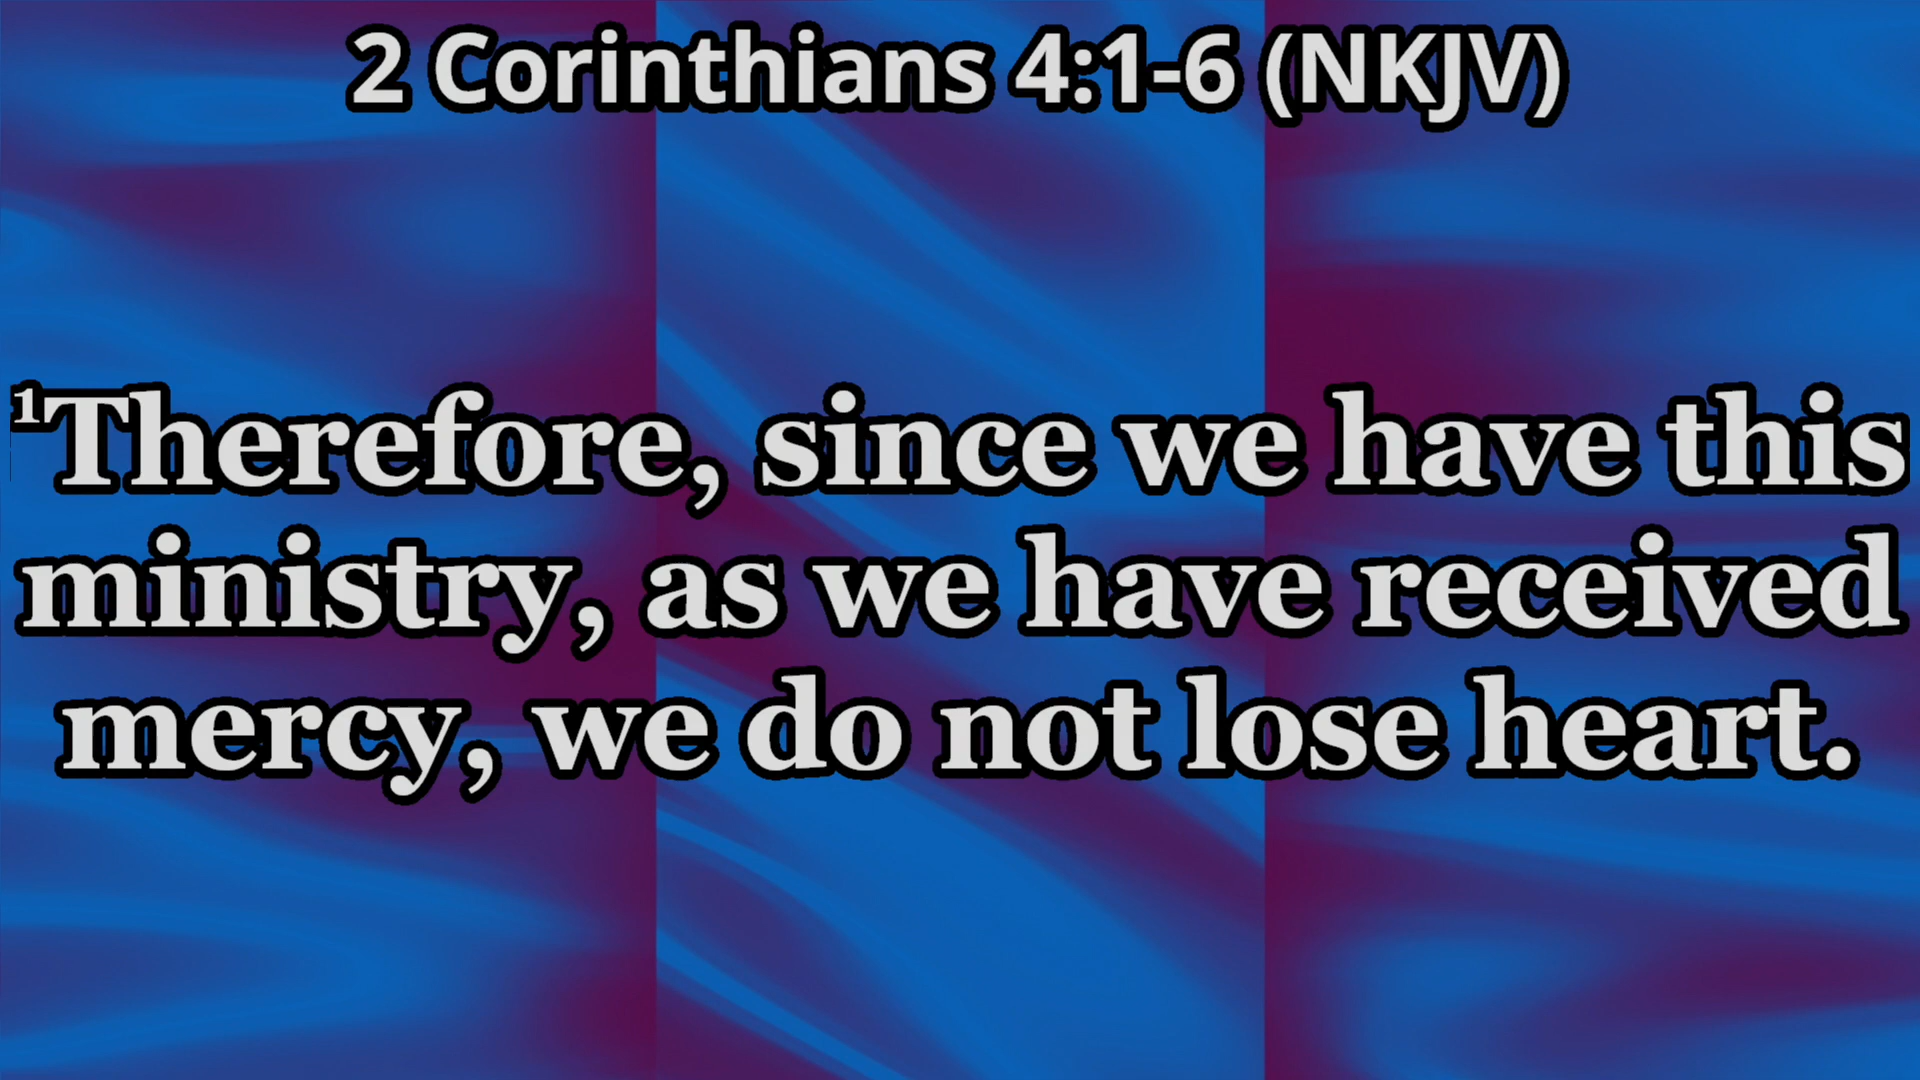 2 Corinthians 4:1-6 (NKJV)
¹Therefore, since we have this
ministry, as we have received
mercy, we do not lose heart.